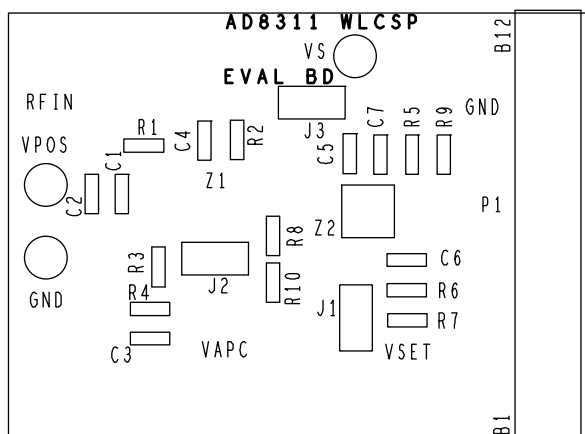 AD8311 WLCSP
B12
VS
EVAL BD
RFIN
GND
J3
C7
R5
R9
R1
C4
R2
C5
VPOS
C1
Z1
C2
P1
Z2
R8
R3
C6
J2
R10
GND
R4
R6
J1
R7
C3
VAPC
VSET
B1